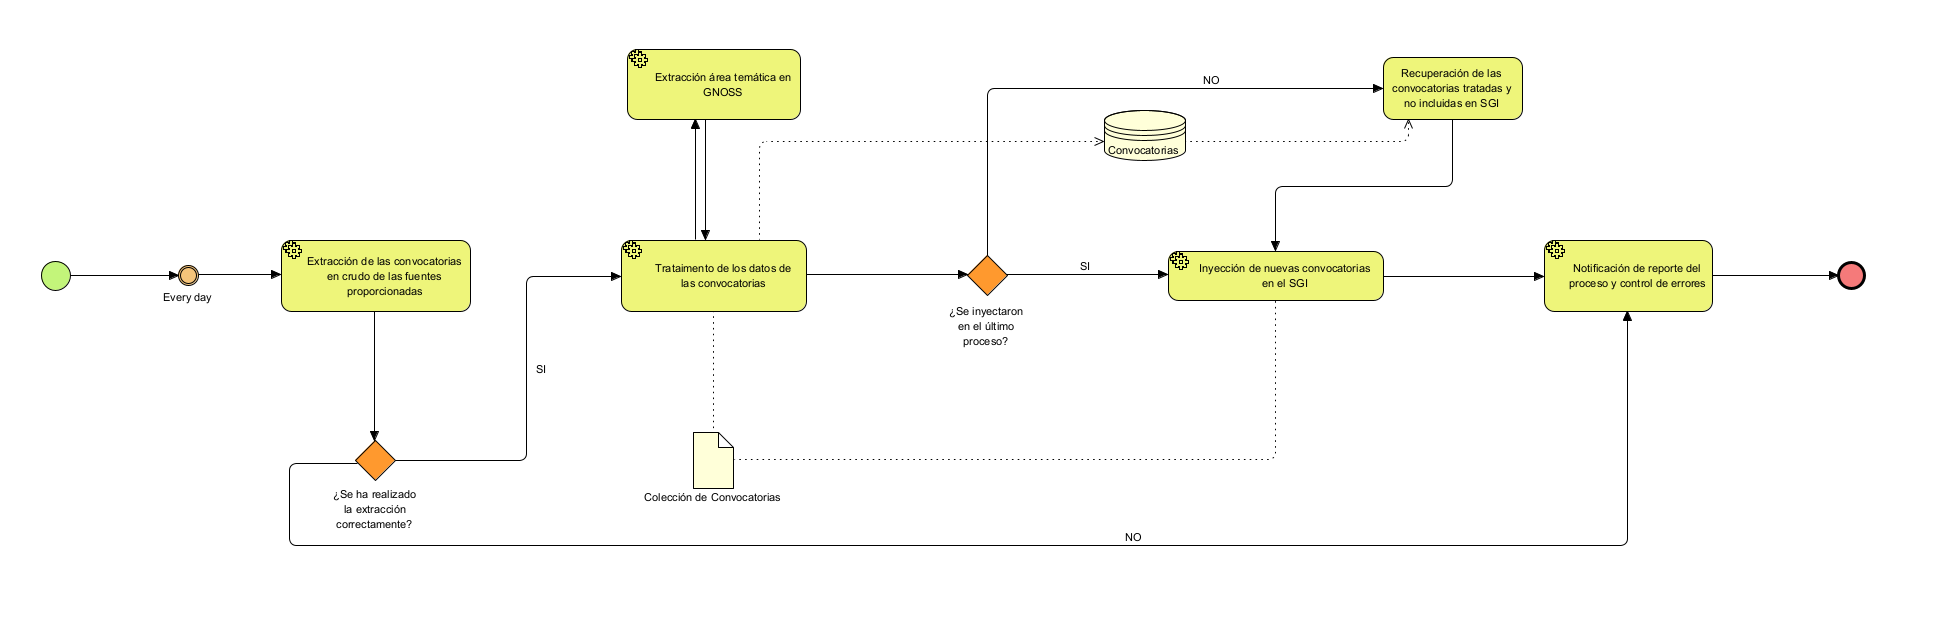 Extracción área temática en
GNOSS
NO
Recuperación de las
convocatorias tratadas y
no incluidas en SGI
Convocatorias
Every day
Extracción de las convocatorias
en crudo de las fuentes
proporcionadas
Trataimento de los datos de
las convocatorias
¿Se inyectaron
en el último
proceso?
SI
Inyección de nuevas convocatorias
en el SGI
Notificación de reporte del
proceso y control de errores
SI
¿Se ha realizado
la extracción
correctamente?
Colección de Convocatorias
NO